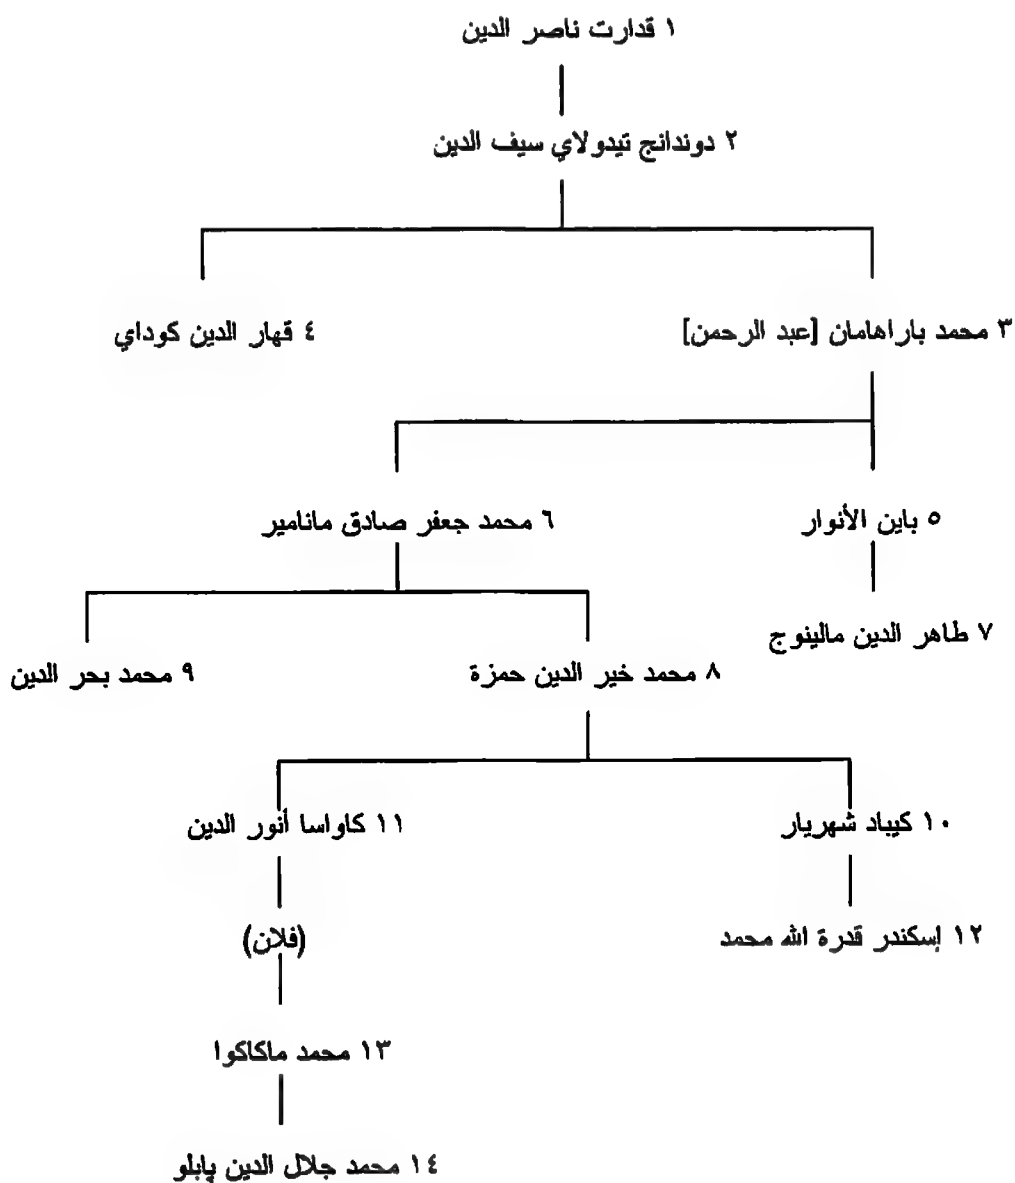 ١ قدارت ناصر الدين
٢ دوندانج تيدولاي سيف الدين
٣ محمد باراهامان [عبد الرحمن]
٤ قهار الدين كوداي
٥ باين الأنوار
٦ محمد جعفر صادق مانامير
٧ طاهر الدين مالينوج
٨ محمد خير الدين حمزة
٩ محمد بحر الدين
١٠ كيباد شهريار
١١ كاواسا أنور الدين
١٢ إسكندر قدرة الله محمد
(فلان)
١٣ محمد ماكاكوا
١٤ محمد جلال الدين پابلو